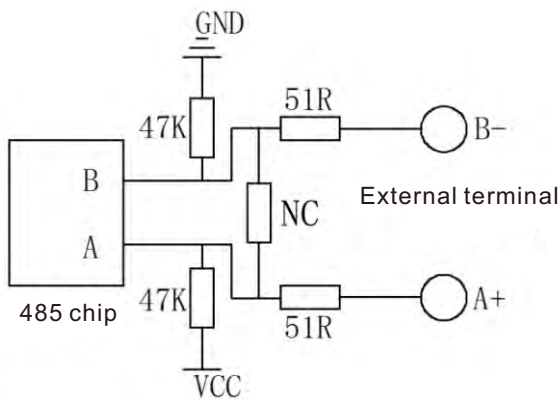 GND
51R
47K
B-
B
External terminal
NC
A
A+
47K
485 chip
51R
VCC